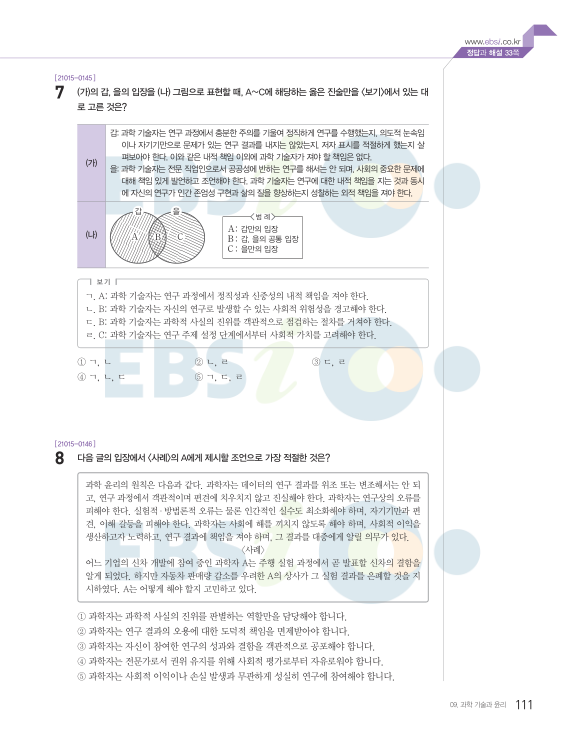 www.ebsi.co.kr
정답과 해설 33쪽
[21015-0145]
7 (가)의 갑, 을의 입장을 (나) 그림으로 표현할 때, A~C에 해당하는 옳은 진술만을 <보기>에서 있는 대
로 고른 것은?
(가)
갑: 과학 기술자는 연구 과정에서 충분한 주의를 기울여 정직하게 연구를 수행했는지, 의도적 눈속임
이나 자기기만으로 문제가 있는 연구 결과를 내지는 않았는지, 저자 표시를 적절하게 했는지 살
펴보아야 한다. 이와 같은 내적 책임 이외에 과학 기술자가 져야 할 책임은 없다.
을: 과학 기술자는 전문 직업인으로서 공공성에 반하는 연구를 해서는 안 되며, 사회의 중요한 문제에
대해 책임 있게 발언하고 조언해야 한다. 과학 기술자는 연구에 대한 내적 책임을 지는 것과 동시
에 자신의 연구가 인간 존엄성 구현과 삶의 질을 향상하는지 성찰하는 외적 책임을 져야 한다.
(나)
갑 을
A B C
<범 례>
A: 갑만의 입장
B: 갑, 을의 공통 입장
C: 을만의 입장
보기
ㄱ. A: 과학 기술자는 연구 과정에서 정직성과 신중성의 내적 책임을 져야 한다.
ㄴ. B: 과학 기술자는 자신의 연구로 발생할 수 있는 사회적 위험성을 경고해야 한다.
ㄷ. B: 과학 기술자는 과학적 사실의 진위를 객관적으로 점검하는 절차를 거쳐야 한다.
ㄹ. C: 과학 기술자는 연구 주제 설정 단계에서부터 사회적 가치를 고려해야 한다.
① ㄱ, ㄴ ② ㄴ, ㄹ ③ ㄷ, ㄹ
④ ㄱ, ㄴ, ㄷ ⑤ ㄱ, ㄷ, ㄹ
[21015-0146]
8 다음 글의 입장에서 <사례>의 A에게 제시할 조언으로 가장 적절한 것은?
과학 윤리의 원칙은 다음과 같다. 과학자는 데이터의 연구 결과를 위조 또는 변조해서는 안 되
고, 연구 과정에서 객관적이며 편견에 치우치지 않고 진실해야 한다. 과학자는 연구상의 오류를
피해야 한다. 실험적·방법론적 오류는 물론 인간적인 실수도 최소화해야 하며, 자기기만과 편
견, 이해 갈등을 피해야 한다. 과학자는 사회에 해를 끼치지 않도록 해야 하며, 사회적 이익을
생산하고자 노력하고, 연구 결과에 책임을 져야 하며, 그 결과를 대중에게 알릴 의무가 있다.
<사례>
어느 기업의 신차 개발에 참여 중인 과학자 A는 주행 실험 과정에서 곧 발표할 신차의 결함을
알게 되었다. 하지만 자동차 판매량 감소를 우려한 A의 상사가 그 실험 결과를 은폐할 것을 지
시하였다. A는 어떻게 해야 할지 고민하고 있다.
① 과학자는 과학적 사실의 진위를 판별하는 역할만을 담당해야 합니다.
② 과학자는 연구 결과의 오용에 대한 도덕적 책임을 면제받아야 합니다.
③ 과학자는 자신이 참여한 연구의 성과와 결함을 객관적으로 공포해야 합니다.
④ 과학자는 전문가로서 권위 유지를 위해 사회적 평가로부터 자유로워야 합니다.
⑤ 과학자는 사회적 이익이나 손실 발생과 무관하게 성실히 연구에 참여해야 합니다.
EBSi
EBSi
EBSi
09. 과학 기술과 윤리 111